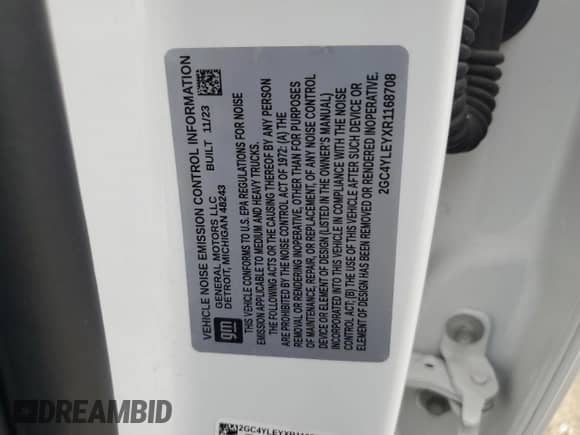 VEHICLE NOISE EMISSION CONTROL INFORMATION
GENERAL MOTORS LLC BUILT 11/23
DETROIT, MICHIGAN 48243
gm
THIS VEHICLE CONFORMS TO U.S. EPA REGULATIONS FOR NOISE
EMISSION APPLICABLE TO MEDIUM AND HEAVY TRUCKS.
THE FOLLOWING ACTS OR THE CAUSING THEREOF BY ANY PERSON
ARE PROHIBITED BY THE NOISE CONTROL ACT OF 1972: (A) THE
REMOVAL OR RENDERING INOPERATIVE, OTHER THAN FOR PURPOSES
OF MAINTENANCE, REPAIR, OR REPLACEMENT, OF ANY NOISE CONTROL
DEVICE OR ELEMENT OF DESIGN (LISTED IN THE OWNER'S MANUAL)
INCORPORATED INTO THIS VEHICLE IN COMPLIANCE WITH THE NOISE
CONTROL ACT; (B) THE USE OF THIS VEHICLE AFTER SUCH DEVICE OR
ELEMENT OF DESIGN HAS BEEN REMOVED OR RENDERED INOPERATIVE.
2GC4YLEYXR1168708
DREAMBID